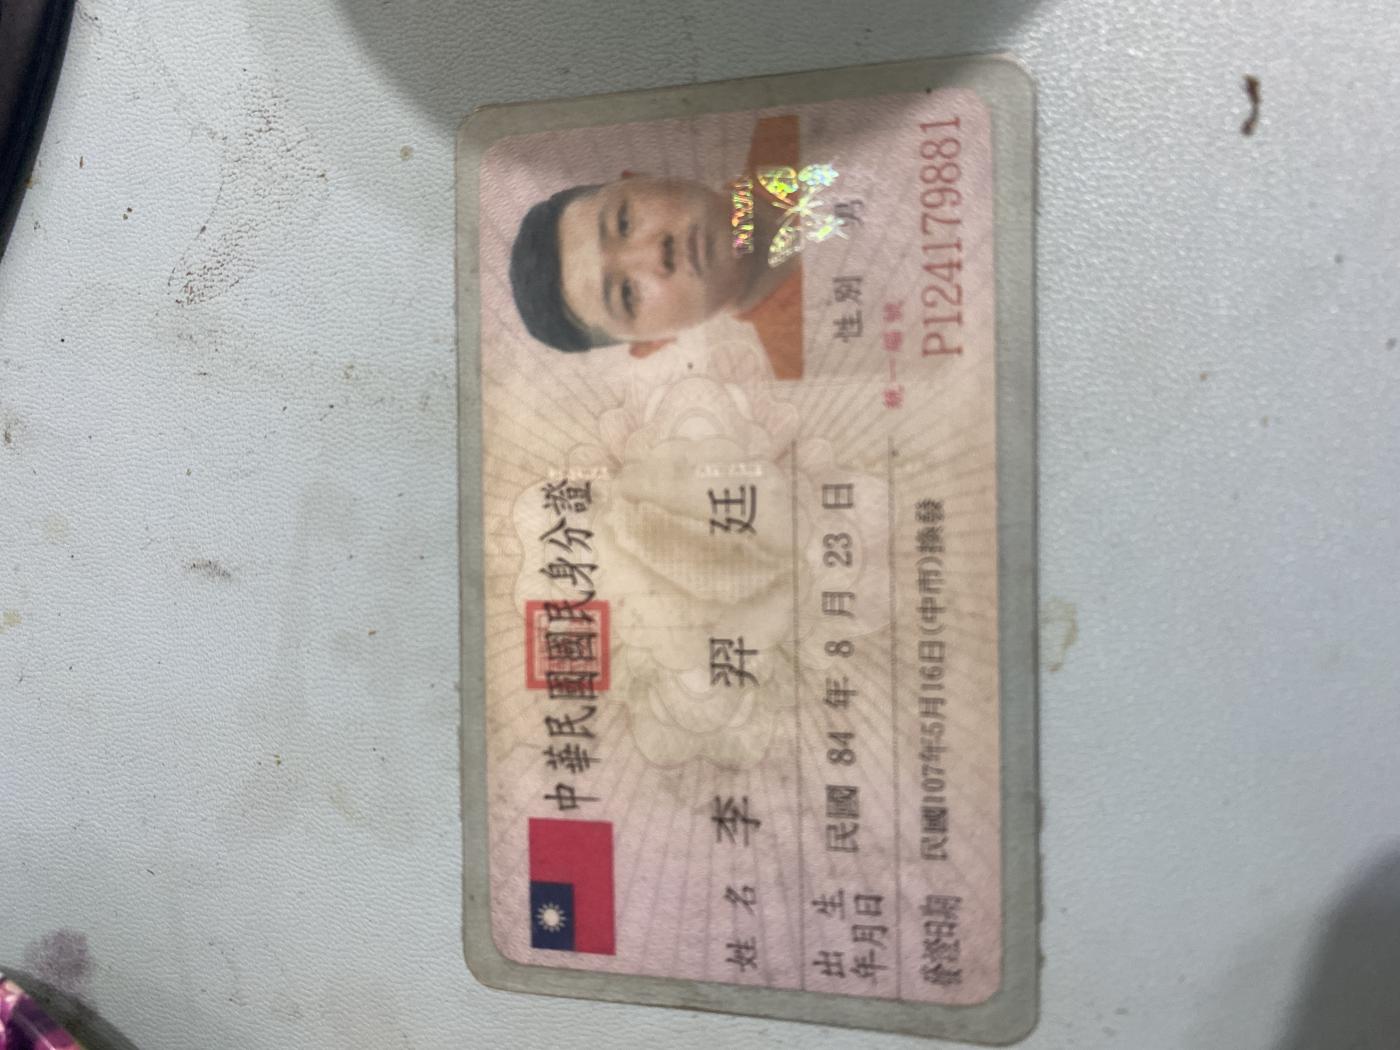 中華民國國民身分證
姓名 李羿廷
出生年月日 民國 84 年 8 月 23 日
性別 男
統一編號
P124179881
發證日期 民國107年5月16日(中市)換發
TAIWAN